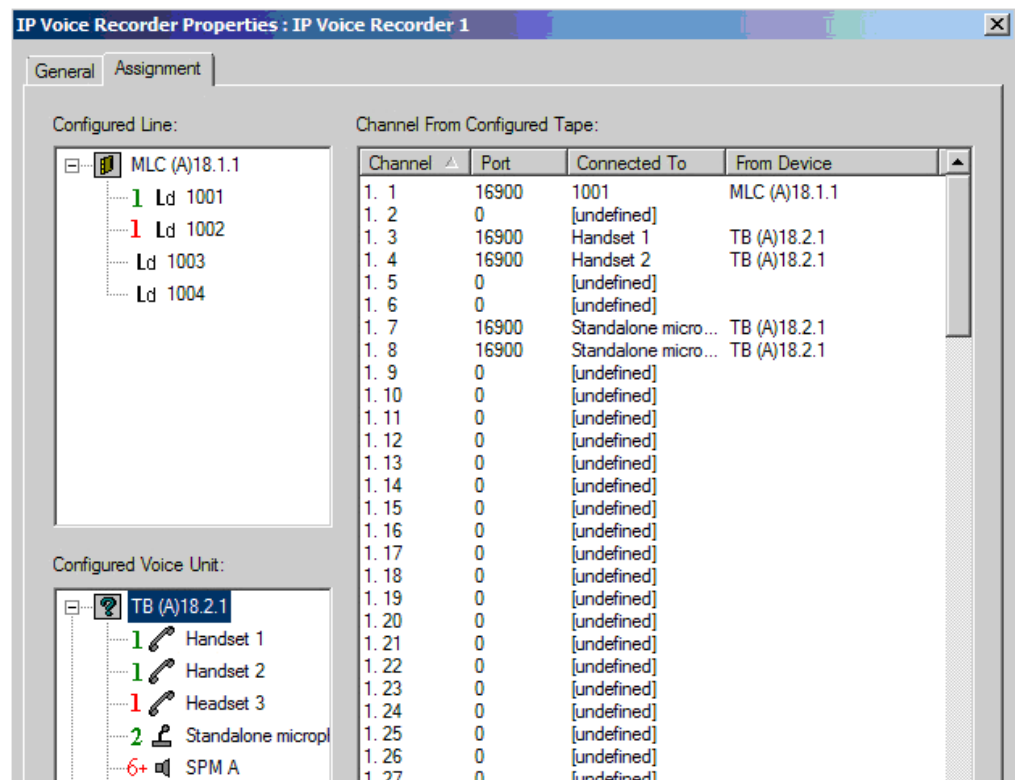 IP Voice Recorder Properties : IP Voice Recorder 1
General Assignment
Configured Line:
MLC (A)18.1.1
1 Ld 1001
1 Ld 1002
Ld 1003
Ld 1004
Configured Voice Unit:
TB (A)18.2.1
1 Handset 1
1 Handset 2
1 Headset 3
2 Standalone micropl
6+ SPM A
Channel From Configured Tape:
Channel Port Connected To From Device
1. 1 16900 1001 MLC (A)18.1.1
1. 2 0 [undefined]
1. 3 16900 Handset 1 TB (A)18.2.1
1. 4 16900 Handset 2 TB (A)18.2.1
1. 5 0 [undefined]
1. 6 0 [undefined]
1. 7 16900 Standalone micro... TB (A)18.2.1
1. 8 16900 Standalone micro... TB (A)18.2.1
1. 9 0 [undefined]
1. 10 0 [undefined]
1. 11 0 [undefined]
1. 12 0 [undefined]
1. 13 0 [undefined]
1. 14 0 [undefined]
1. 15 0 [undefined]
1. 16 0 [undefined]
1. 17 0 [undefined]
1. 18 0 [undefined]
1. 19 0 [undefined]
1. 20 0 [undefined]
1. 21 0 [undefined]
1. 22 0 [undefined]
1. 23 0 [undefined]
1. 24 0 [undefined]
1. 25 0 [undefined]
1. 26 0 [undefined]
1. 27 0 [undefined]